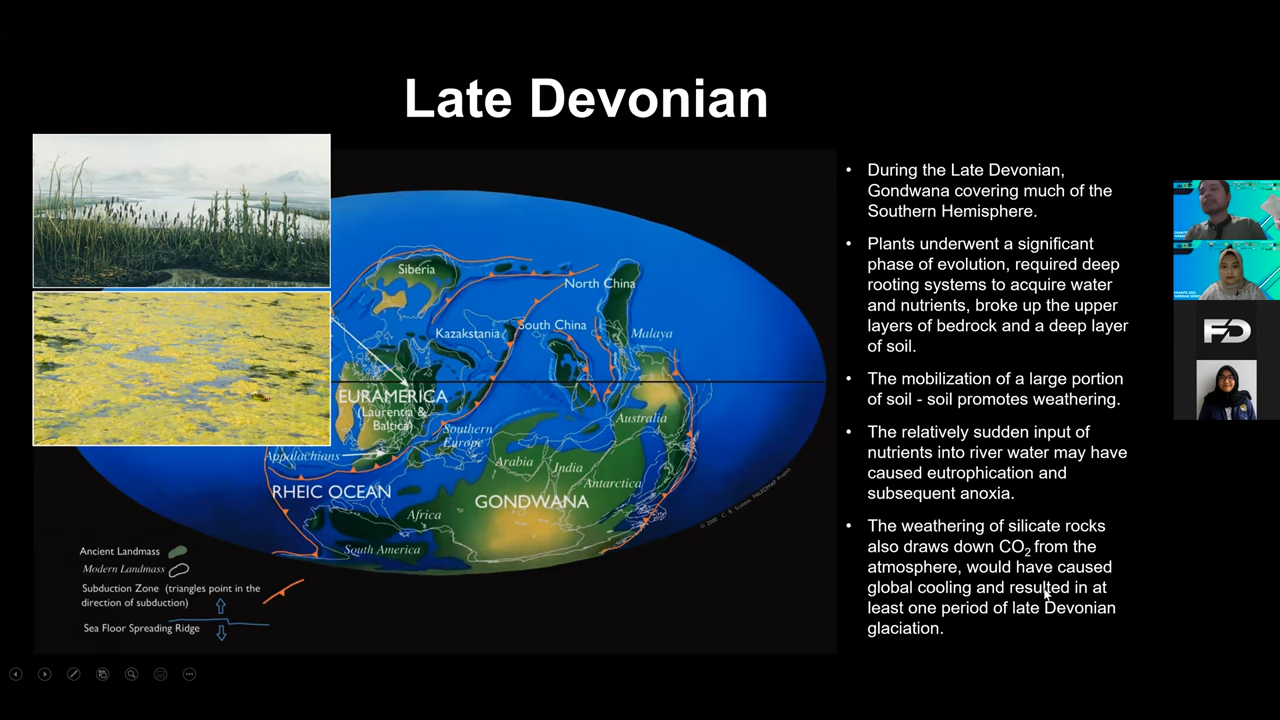 Late Devonian
• During the Late Devonian,
Gondwana covering much of the
Southern Hemisphere.
• Plants underwent a significant
phase of evolution, required deep
rooting systems to acquire water
and nutrients, broke up the upper
layers of bedrock and a deep layer
of soil.
• The mobilization of a large portion
of soil - soil promotes weathering.
• The relatively sudden input of
nutrients into river water may have
caused eutrophication and
subsequent anoxia.
• The weathering of silicate rocks
also draws down CO2 from the
atmosphere, would have caused
global cooling and resulted in at
least one period of late Devonian
glaciation.
Siberia
North China
Kazakstania
South China
Malaya
EURAMERICA
(Laurentia &
Baltica)
Southern
Europe
Australia
Appalachians
Arabia
India
Antarctica
RHEIC OCEAN
GONDWANA
Africa
South America
Ancient Landmass
Modern Landmass
Subduction Zone (triangles point in the
direction of subduction)
Sea Floor Spreading Ridge
FD